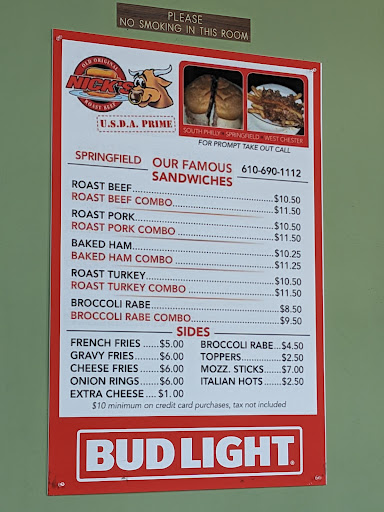 PLEASE
NO SMOKING IN THIS ROOM
OLD ORIGINAL
NICK'S
ROAST BEEF
U.S.D.A. PRIME
SOUTH PHILLY • SPRINGFIELD • WEST CHESTER
FOR PROMPT TAKE OUT CALL
SPRINGFIELD OUR FAMOUS SANDWICHES 610-690-1112
ROAST BEEF $10.50
ROAST BEEF COMBO $11.50
ROAST PORK $10.50
ROAST PORK COMBO $11.50
BAKED HAM $10.25
BAKED HAM COMBO $11.25
ROAST TURKEY $10.50
ROAST TURKEY COMBO $11.50
BROCCOLI RABE $8.50
BROCCOLI RABE COMBO $9.50
SIDES
FRENCH FRIES $5.00 BROCCOLI RABE $4.50
GRAVY FRIES $6.00 TOPPERS $2.50
CHEESE FRIES $6.00 MOZZ. STICKS $7.00
ONION RINGS $6.00 ITALIAN HOTS $2.50
EXTRA CHEESE $1.00
$10 minimum on credit card purchases, tax not included
BUD LIGHT